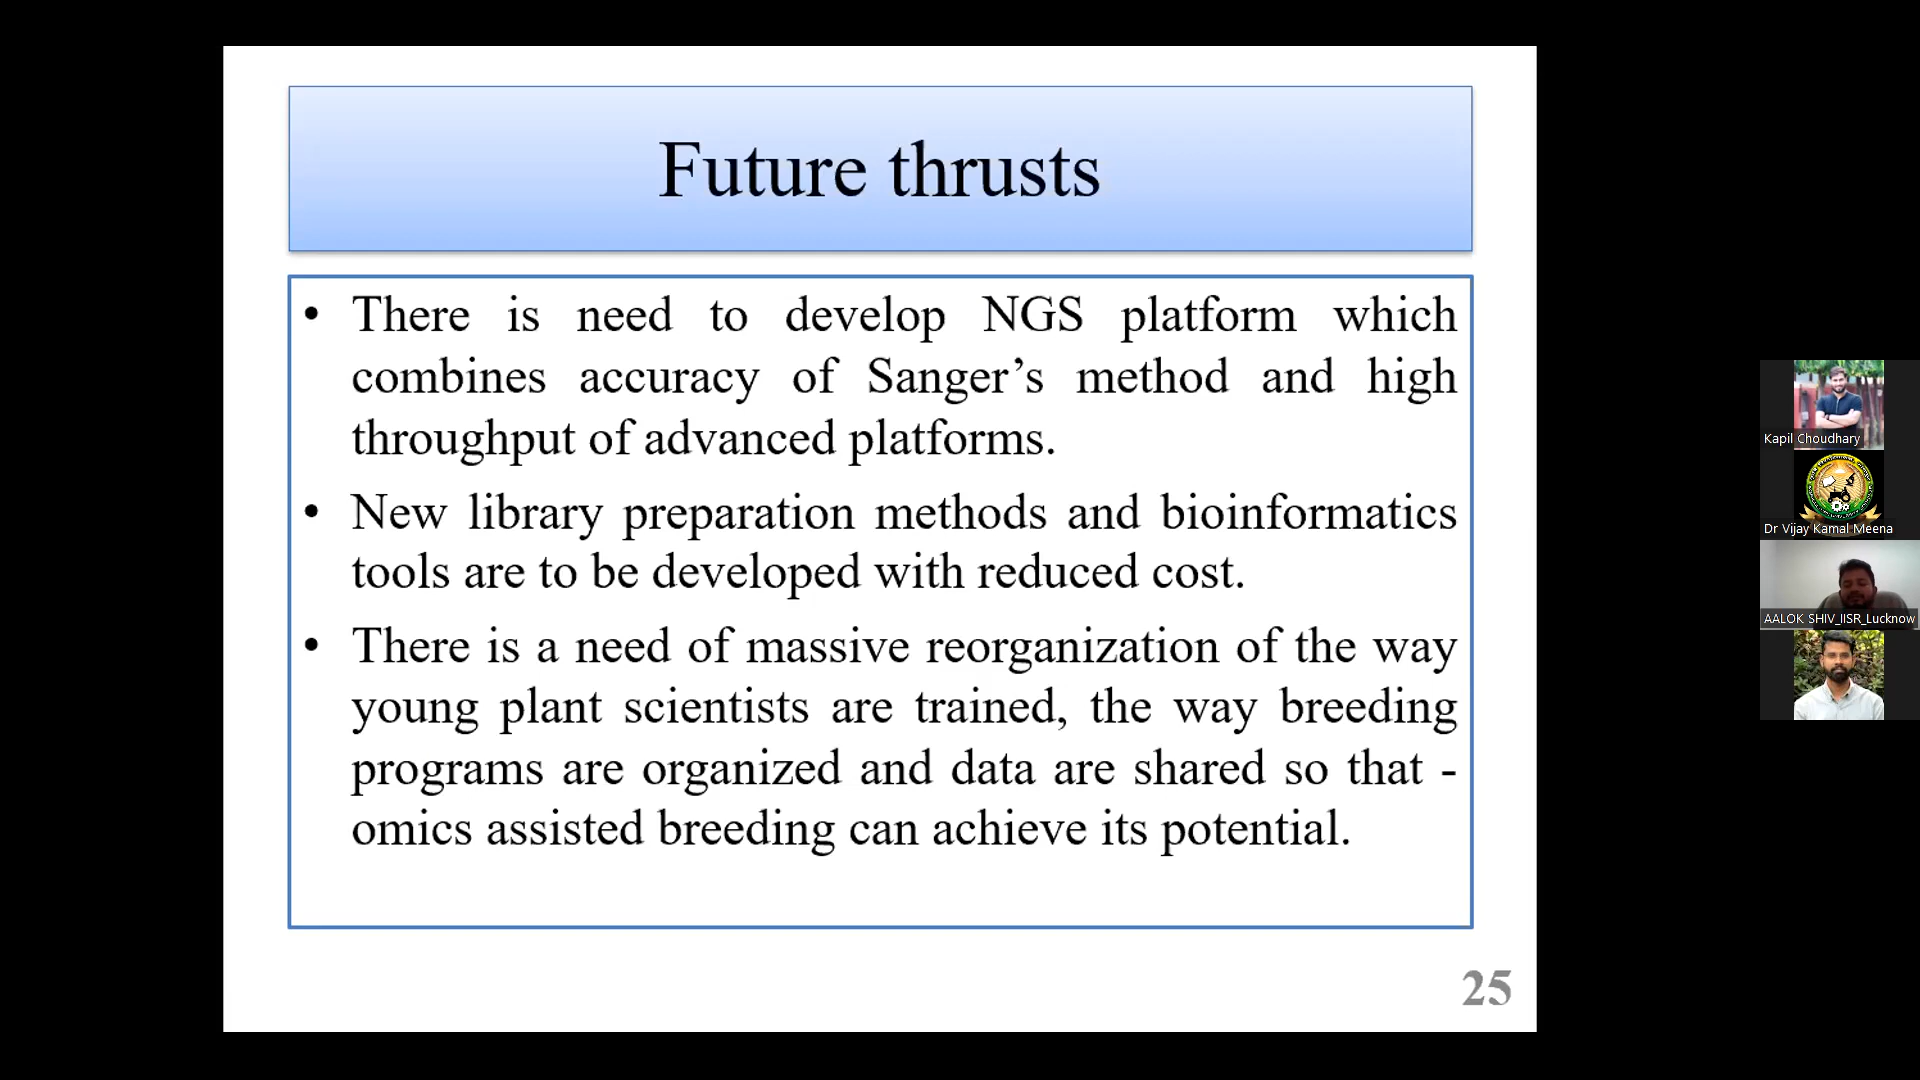 Future thrusts
• There is need to develop NGS platform which
combines accuracy of Sanger’s method and high
throughput of advanced platforms.
• New library preparation methods and bioinformatics
tools are to be developed with reduced cost.
• There is a need of massive reorganization of the way
young plant scientists are trained, the way breeding
programs are organized and data are shared so that -
omics assisted breeding can achieve its potential.
25
Kapil Choudhary
Dr Vijay Kamal Meena
AALOK SHIV_IISR_Lucknow